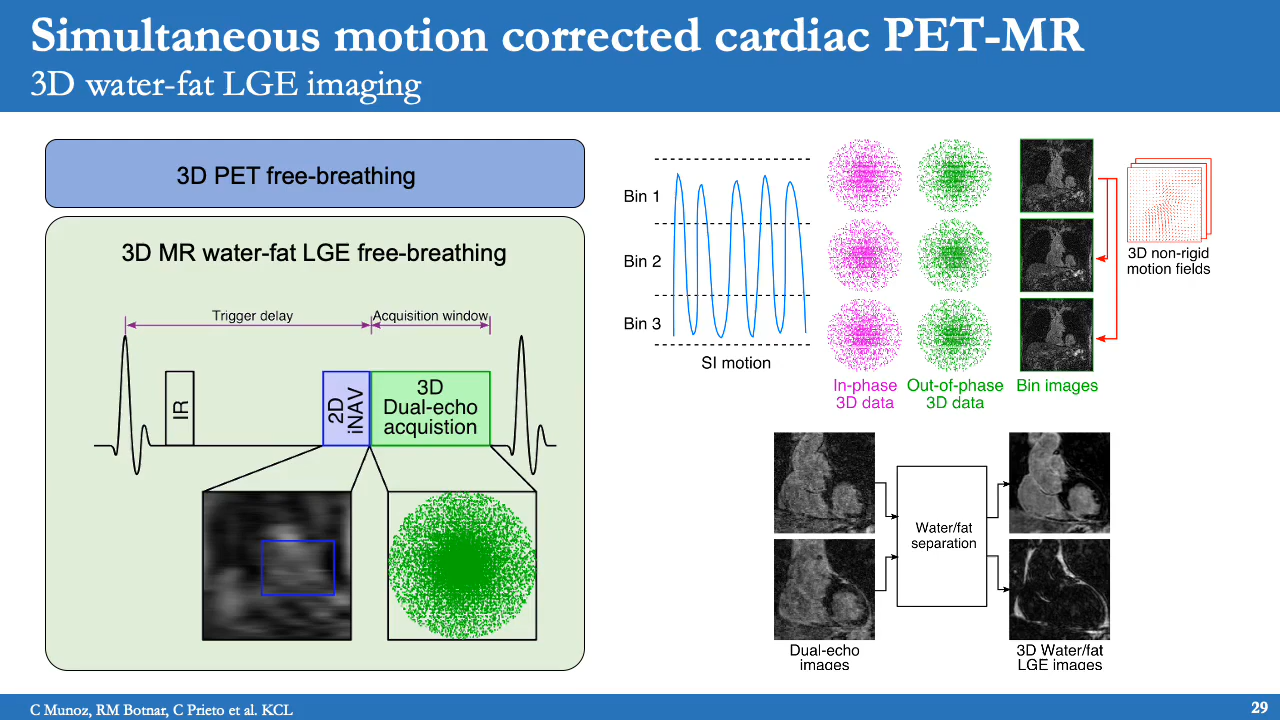 Simultaneous motion corrected cardiac PET-MR
3D water-fat LGE imaging
3D PET free-breathing
3D MR water-fat LGE free-breathing
Trigger delay
Acquisition window
IR
2D
iNAV
3D
Dual-echo
acquistion
Bin 1
Bin 2
Bin 3
SI motion
In-phase
3D data
Out-of-phase
3D data
Bin images
3D non-rigid
motion fields
Water/fat
separation
Dual-echo
images
3D Water/fat
LGE images
C Munoz, RM Botnar, C Prieto et al. KCL
29